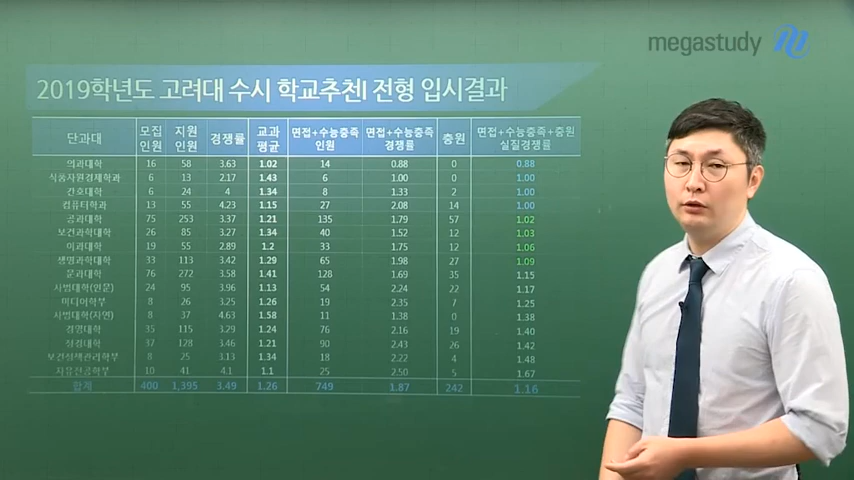 megastudy
2019학년도 고려대 수시 학교추천I 전형 입시결과
단과대 모집인원 지원인원 경쟁률 교과평균 면접+수능충족인원 면접+수능충족경쟁률 충원 면접+수능충족+충원실질경쟁률
의과대학 16 58 3.63 1.02 14 0.88 0 0.88
식품자원경제학과 6 13 2.17 1.43 6 1.00 0 1.00
간호대학 6 24 4 1.34 8 1.33 2 1.00
컴퓨터학과 13 55 4.23 1.15 27 2.08 14 1.00
공과대학 75 253 3.37 1.21 135 1.79 57 1.02
보건과학대학 26 85 3.27 1.34 40 1.52 12 1.03
이과대학 19 55 2.89 1.2 33 1.75 12 1.06
생명과학대학 33 113 3.42 1.29 65 1.98 27 1.09
문과대학 76 272 3.58 1.41 128 1.69 35 1.15
사범대학(인문) 24 95 3.96 1.13 54 2.24 22 1.17
미디어학부 8 26 3.25 1.26 19 2.35 7 1.25
사범대학(자연) 8 37 4.63 1.58 11 1.38 0 1.38
경영대학 35 115 3.29 1.24 76 2.16 19 1.40
정경대학 37 128 3.46 1.21 90 2.43 26 1.42
보건정책관리학부 8 25 3.13 1.34 18 2.22 4 1.48
자유전공학부 10 41 4.1 1.1 25 2.50 5 1.67
합계 400 1,395 3.49 1.26 749 1.87 242 1.16